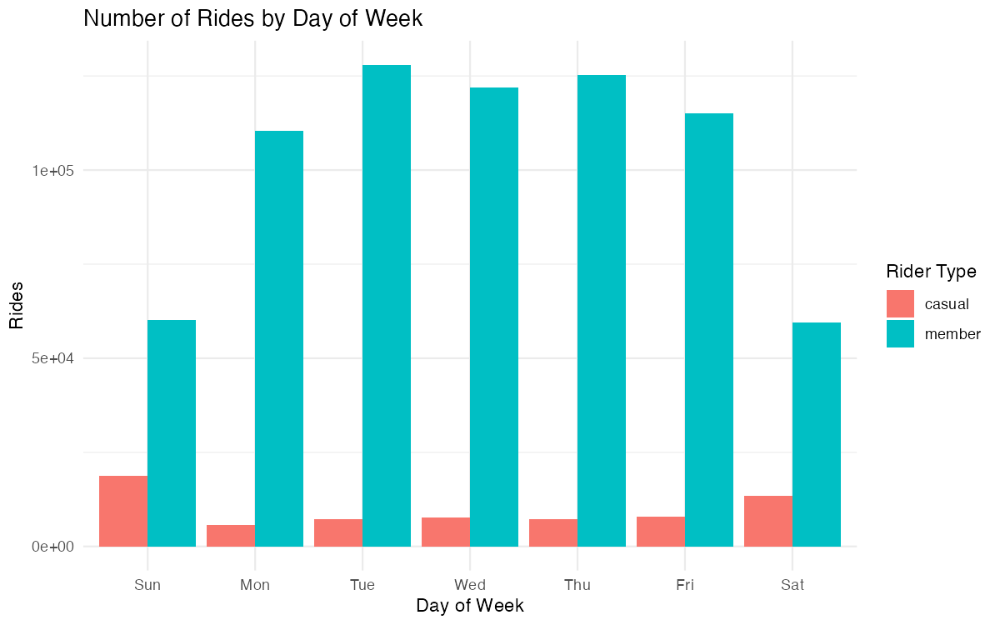 Number of Rides by Day of Week
Rides
1e+05
5e+04
0e+00
Sun Mon Tue Wed Thu Fri Sat
Day of Week
Rider Type
casual
member